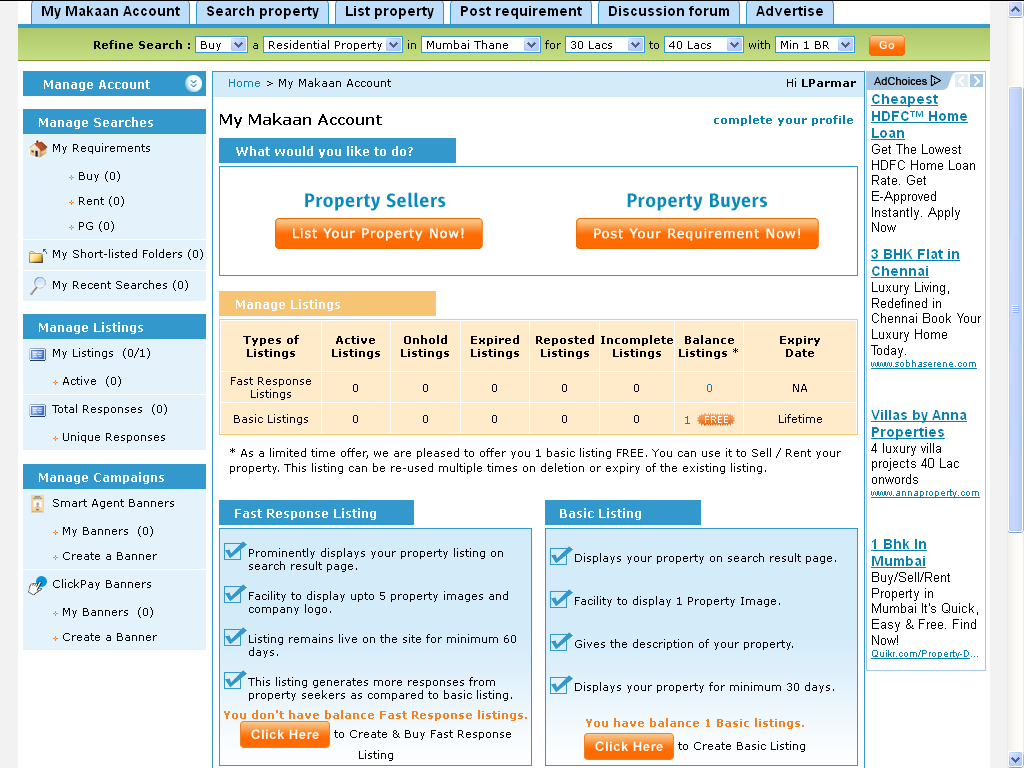 My Makaan Account Search property List property Post requirement Discussion forum Advertise
Refine Search : Buy a Residential Property in Mumbai Thane for 30 Lacs to 40 Lacs with Min 1 BR Go
Manage Account
Manage Searches
My Requirements
Buy (0)
Rent (0)
PG (0)
My Short-listed Folders (0)
My Recent Searches (0)
Manage Listings
My Listings (0/1)
Active (0)
Total Responses (0)
Unique Responses
Manage Campaigns
Smart Agent Banners
My Banners (0)
Create a Banner
ClickPay Banners
My Banners (0)
Create a Banner
Home > My Makaan Account
Hi LParmar
My Makaan Account
complete your profile
What would you like to do?
Property Sellers
List Your Property Now!
Property Buyers
Post Your Requirement Now!
Manage Listings
Types of Listings Active Listings Onhold Listings Expired Listings Reposted Listings Incomplete Listings Balance Listings * Expiry Date
Fast Response Listings 0 0 0 0 0 0 NA
Basic Listings 0 0 0 0 0 1 FREE Lifetime
* As a limited time offer, we are pleased to offer you 1 basic listing FREE. You can use it to Sell / Rent your
property. This listing can be re-used multiple times on deletion or expiry of the existing listing.
Fast Response Listing
Prominently displays your property listing on
search result page.
Facility to display upto 5 property images and
company logo.
Listing remains live on the site for minimum 60
days.
This listing generates more responses from
property seekers as compared to basic listing.
You don't have balance Fast Response listings.
Click Here to Create & Buy Fast Response
Listing
Basic Listing
Displays your property on search result page.
Facility to display 1 Property Image.
Gives the description of your property.
Displays your property for minimum 30 days.
You have balance 1 Basic listings.
Click Here to Create Basic Listing
AdChoices
Cheapest
HDFC™ Home
Loan
Get The Lowest
HDFC Home Loan
Rate. Get
E-Approved
Instantly. Apply
Now
3 BHK Flat in
Chennai
Luxury Living,
Redefined in
Chennai Book Your
Luxury Home
Today.
www.sobhaserene.com
Villas by Anna
Properties
4 luxury villa
projects 40 Lac
onwords
www.annaproperty.com
1 Bhk In
Mumbai
Buy/Sell/Rent
Property in
Mumbai It's Quick,
Easy & Free. Find
Now!
Quikr.com/Property-D...